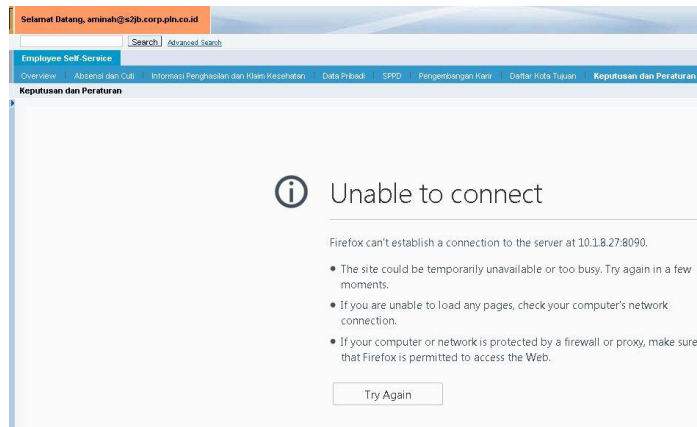 Selamat Datang, aminah@s2jb.corp.pln.co.id
Search Advanced Search
Employee Self-Service
Overview Absensi dan Cuti Informasi Penghasilan dan Klaim Kesehatan Data Pribadi SPPD Pengembangan Karir Daftar Kota Tujuan Keputusan dan Peraturan
Keputusan dan Peraturan
Unable to connect
Firefox can't establish a connection to the server at 10.1.8.27:8090.
The site could be temporarily unavailable or too busy. Try again in a few
moments.
If you are unable to load any pages, check your computer's network
connection.
If your computer or network is protected by a firewall or proxy, make sure
that Firefox is permitted to access the Web.
Try Again